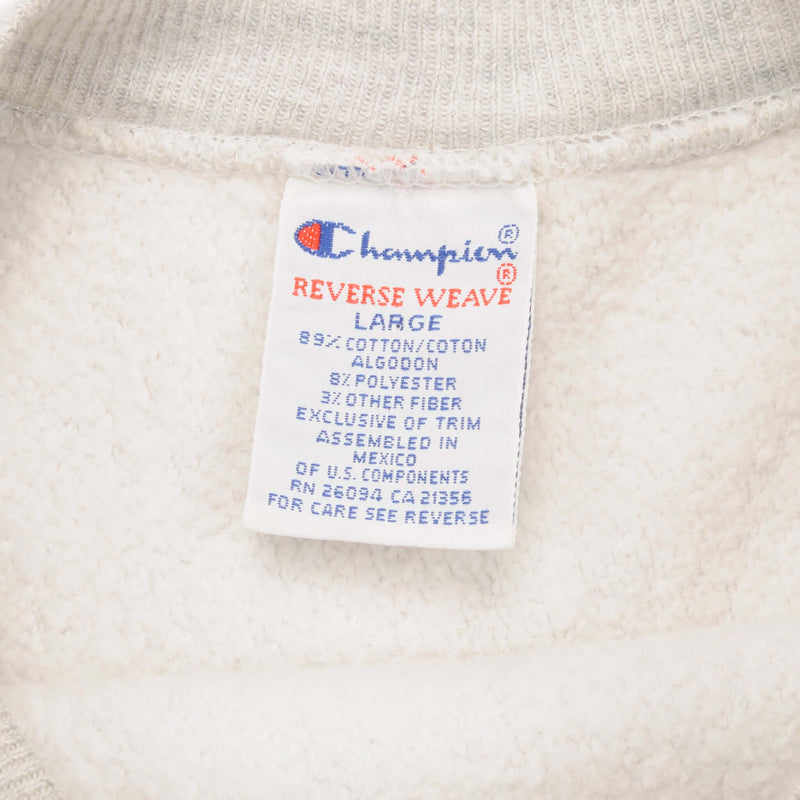 Champion®
REVERSE WEAVE®
LARGE
89% COTTON/COTON
ALGODON
8% POLYESTER
3% OTHER FIBER
EXCLUSIVE OF TRIM
ASSEMBLED IN
MEXICO
OF U.S. COMPONENTS
RN 26094 CA 21356
FOR CARE SEE REVERSE